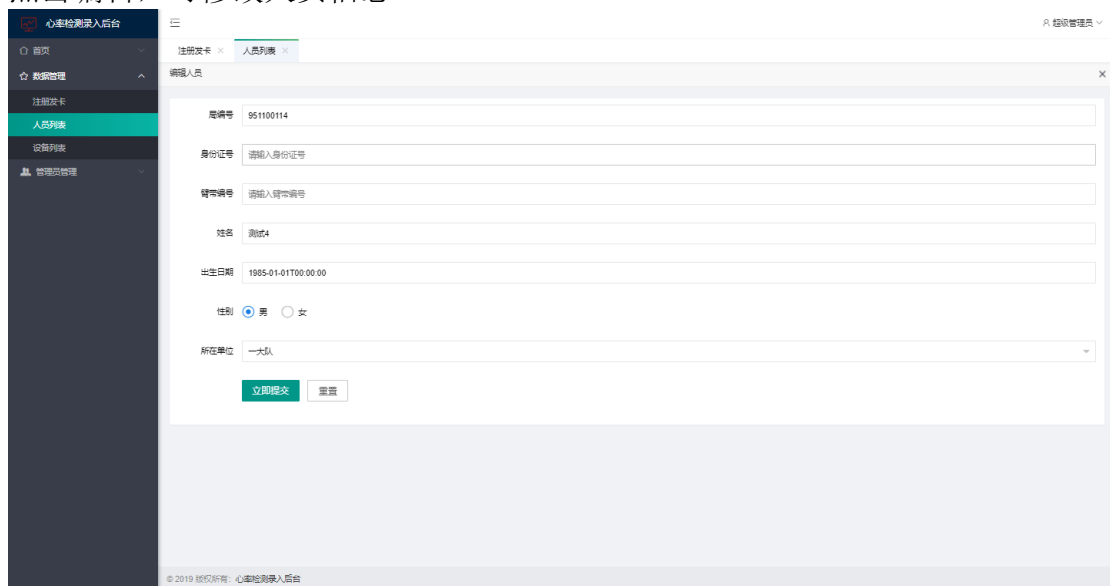 心率检测录入后台
超级管理员
首页
注册发卡 人员列表
数据管理
编辑人员
注册发卡
人员列表
设备列表
管理员管理
局编号 951100114
身份证号 请输入身份证号
臂带编号 请输入臂带编号
姓名 测试4
出生日期 1985-01-01T00:00:00
性别 男 女
所在单位 一大队
立即提交 重置
© 2019 版权所有: 心率检测录入后台